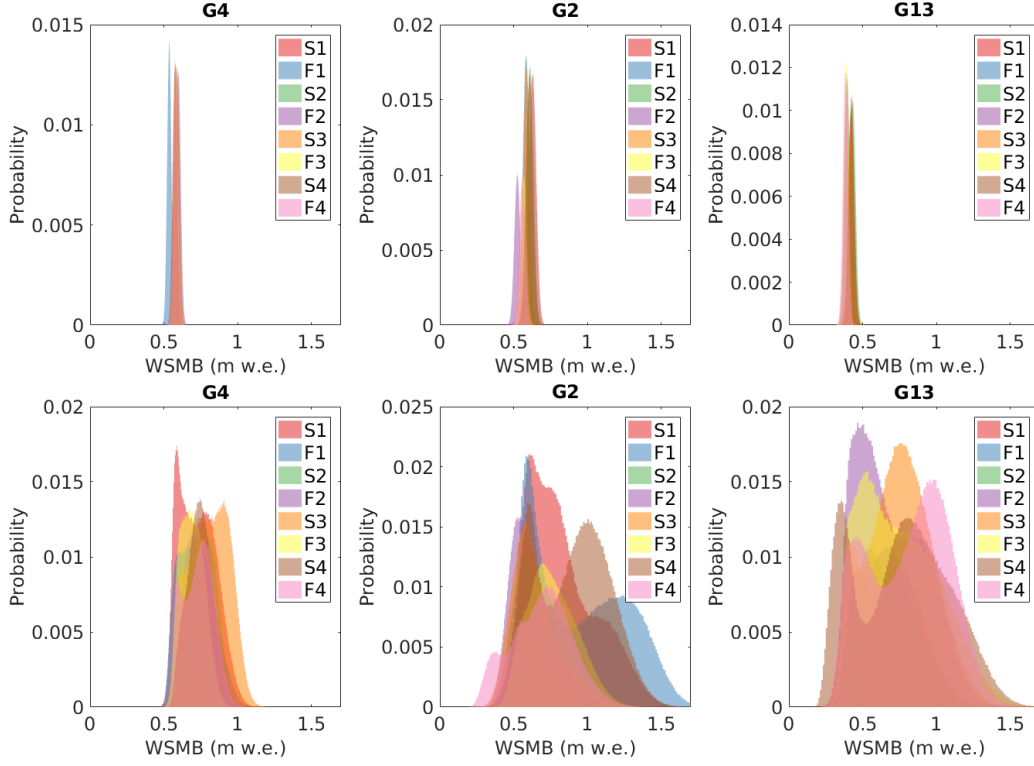 G4
0.015
0.01
0.005
0
Probability
0
0.5
1
1.5
WSMB (m w.e.)
S1
F1
S2
F2
S3
F3
S4
F4
G2
0.02
0.015
0.01
0.005
0
Probability
0
0.5
1
1.5
WSMB (m w.e.)
S1
F1
S2
F2
S3
F3
S4
F4
G13
0.014
0.012
0.01
0.008
0.006
0.004
0.002
0
Probability
0
0.5
1
1.5
WSMB (m w.e.)
S1
F1
S2
F2
S3
F3
S4
F4
G4
0.02
0.015
0.01
0.005
0
Probability
0
0.5
1
1.5
WSMB (m w.e.)
S1
F1
S2
F2
S3
F3
S4
F4
G2
0.025
0.02
0.015
0.01
0.005
0
Probability
0
0.5
1
1.5
WSMB (m w.e.)
S1
F1
S2
F2
S3
F3
S4
F4
G13
0.02
0.015
0.01
0.005
0
Probability
0
0.5
1
1.5
WSMB (m w.e.)
S1
F1
S2
F2
S3
F3
S4
F4